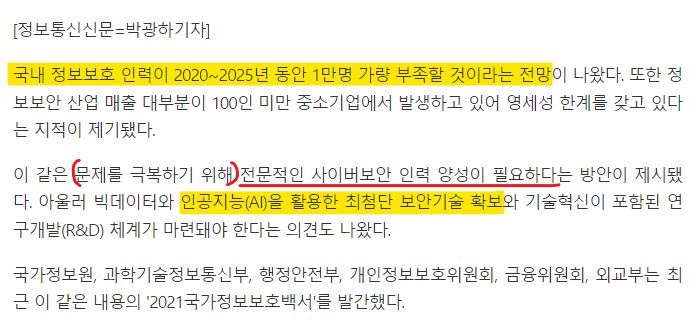 [정보통신신문=박광하기자]
국내 정보보호 인력이 2020~2025년 동안 1만명 가량 부족할 것이라는 전망이 나왔다. 또한 정
보보안 산업 매출 대부분이 100인 미만 중소기업에서 발생하고 있어 영세성 한계를 갖고 있다
는 지적이 제기됐다.
이 같은 문제를 극복하기 위해 전문적인 사이버보안 인력 양성이 필요하다는 방안이 제시됐
다. 아울러 빅데이터와 인공지능(AI)을 활용한 최첨단 보안기술 확보와 기술혁신이 포함된 연
구개발(R&D) 체계가 마련돼야 한다는 의견도 나왔다.
국가정보원, 과학기술정보통신부, 행정안전부, 개인정보보호위원회, 금융위원회, 외교부는 최
근 이 같은 내용의 '2021국가정보보호백서'를 발간했다.